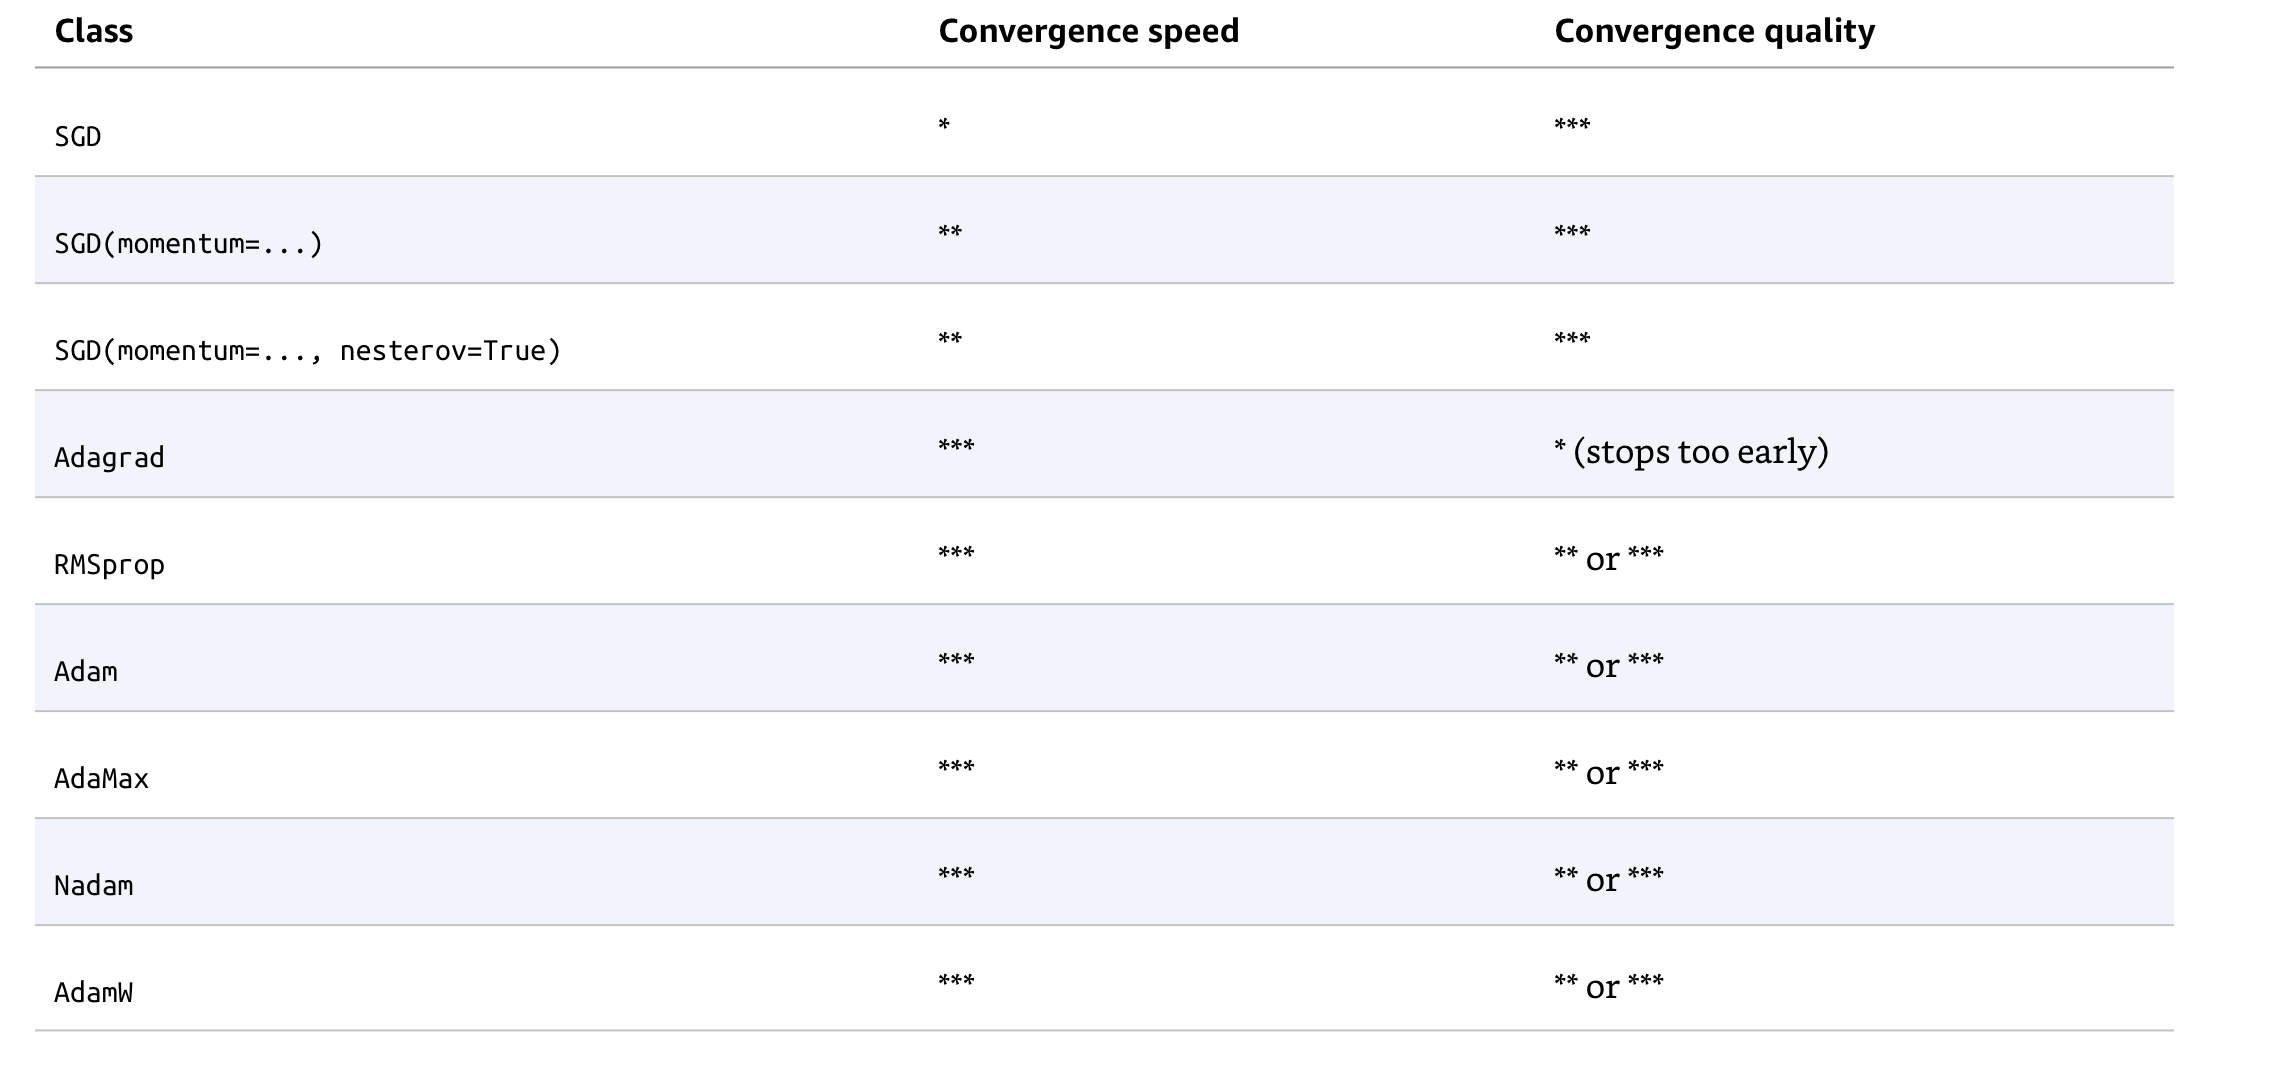 Class Convergence speed Convergence quality
SGD * ***
SGD(momentum=...) ** ***
SGD(momentum=..., nesterov=True) ** ***
Adagrad *** * (stops too early)
RMSprop *** ** or ***
Adam *** ** or ***
AdaMax *** ** or ***
Nadam *** ** or ***
AdamW *** ** or ***